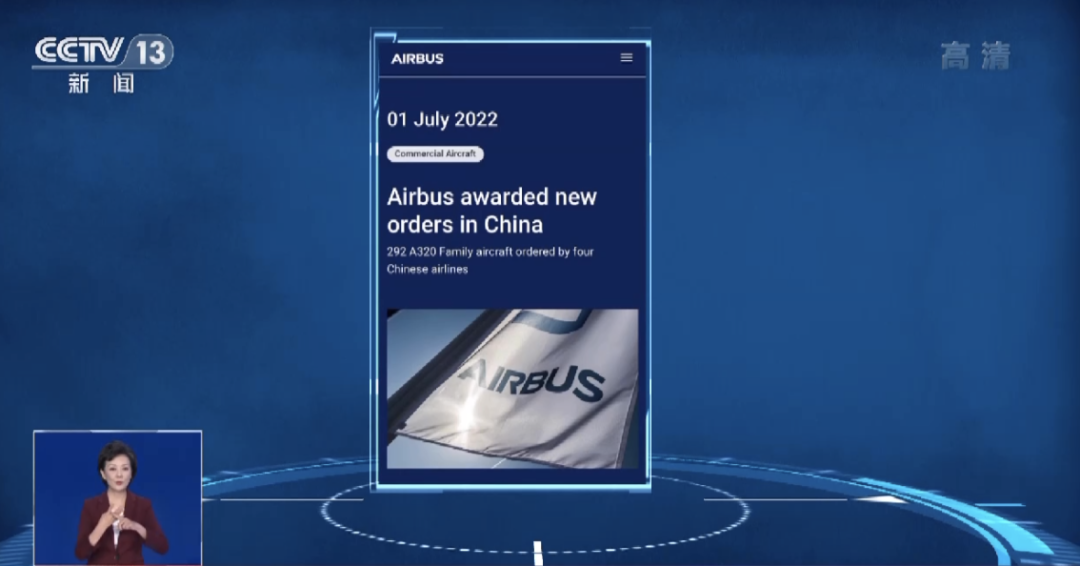 CCTV 13
新闻
高清
AIRBUS
01 July 2022
Commercial Aircraft
Airbus awarded new
orders in China
292 A320 Family aircraft ordered by four
Chinese airlines
AIRBUS